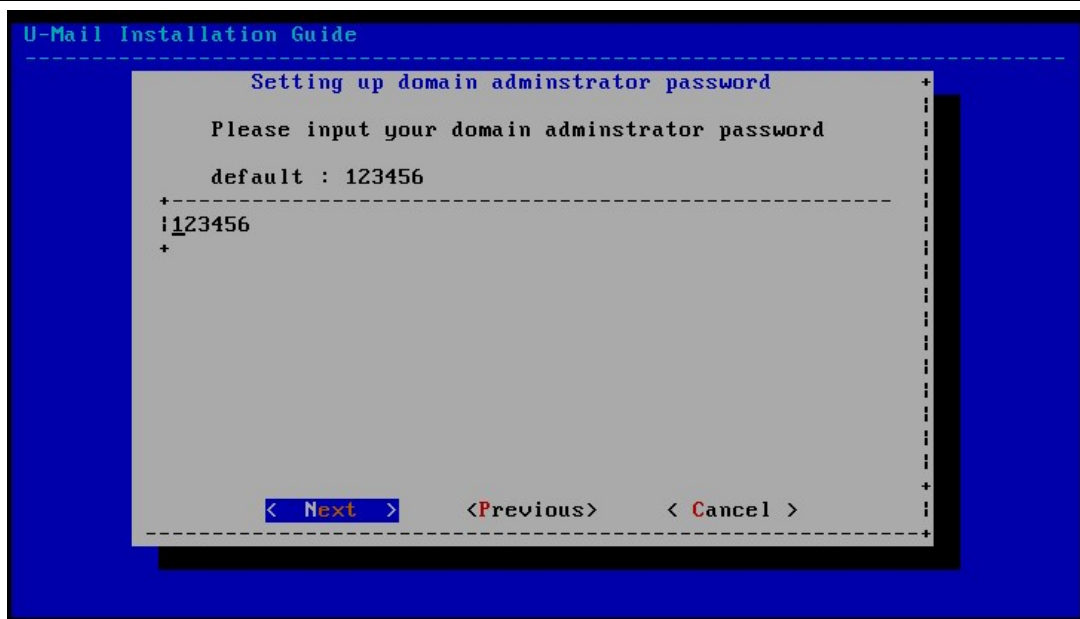 U-Mail Installation Guide
Setting up domain adminstrator password
Please input your domain adminstrator password
default : 123456
123456
< Next > <Previous> < Cancel >